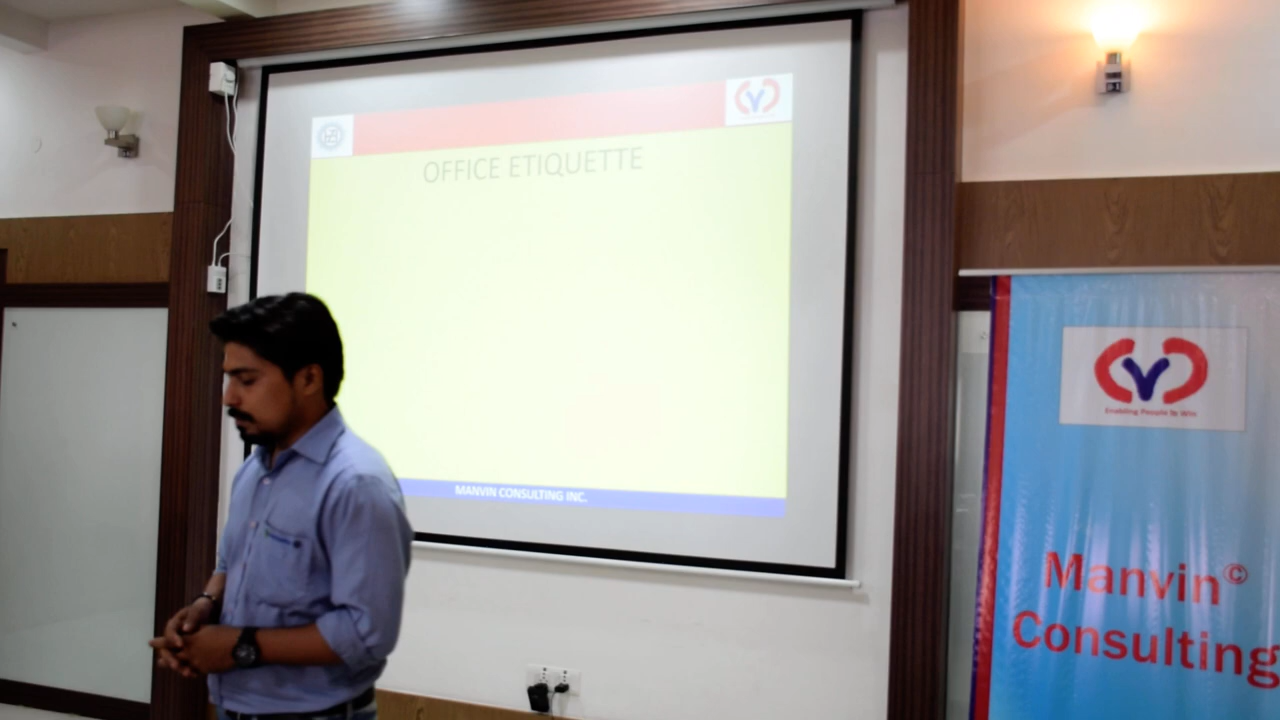 OFFICE ETIQUETTE
MANVIN CONSULTING INC.
Enabling People to Win
Manvin©
Consulting